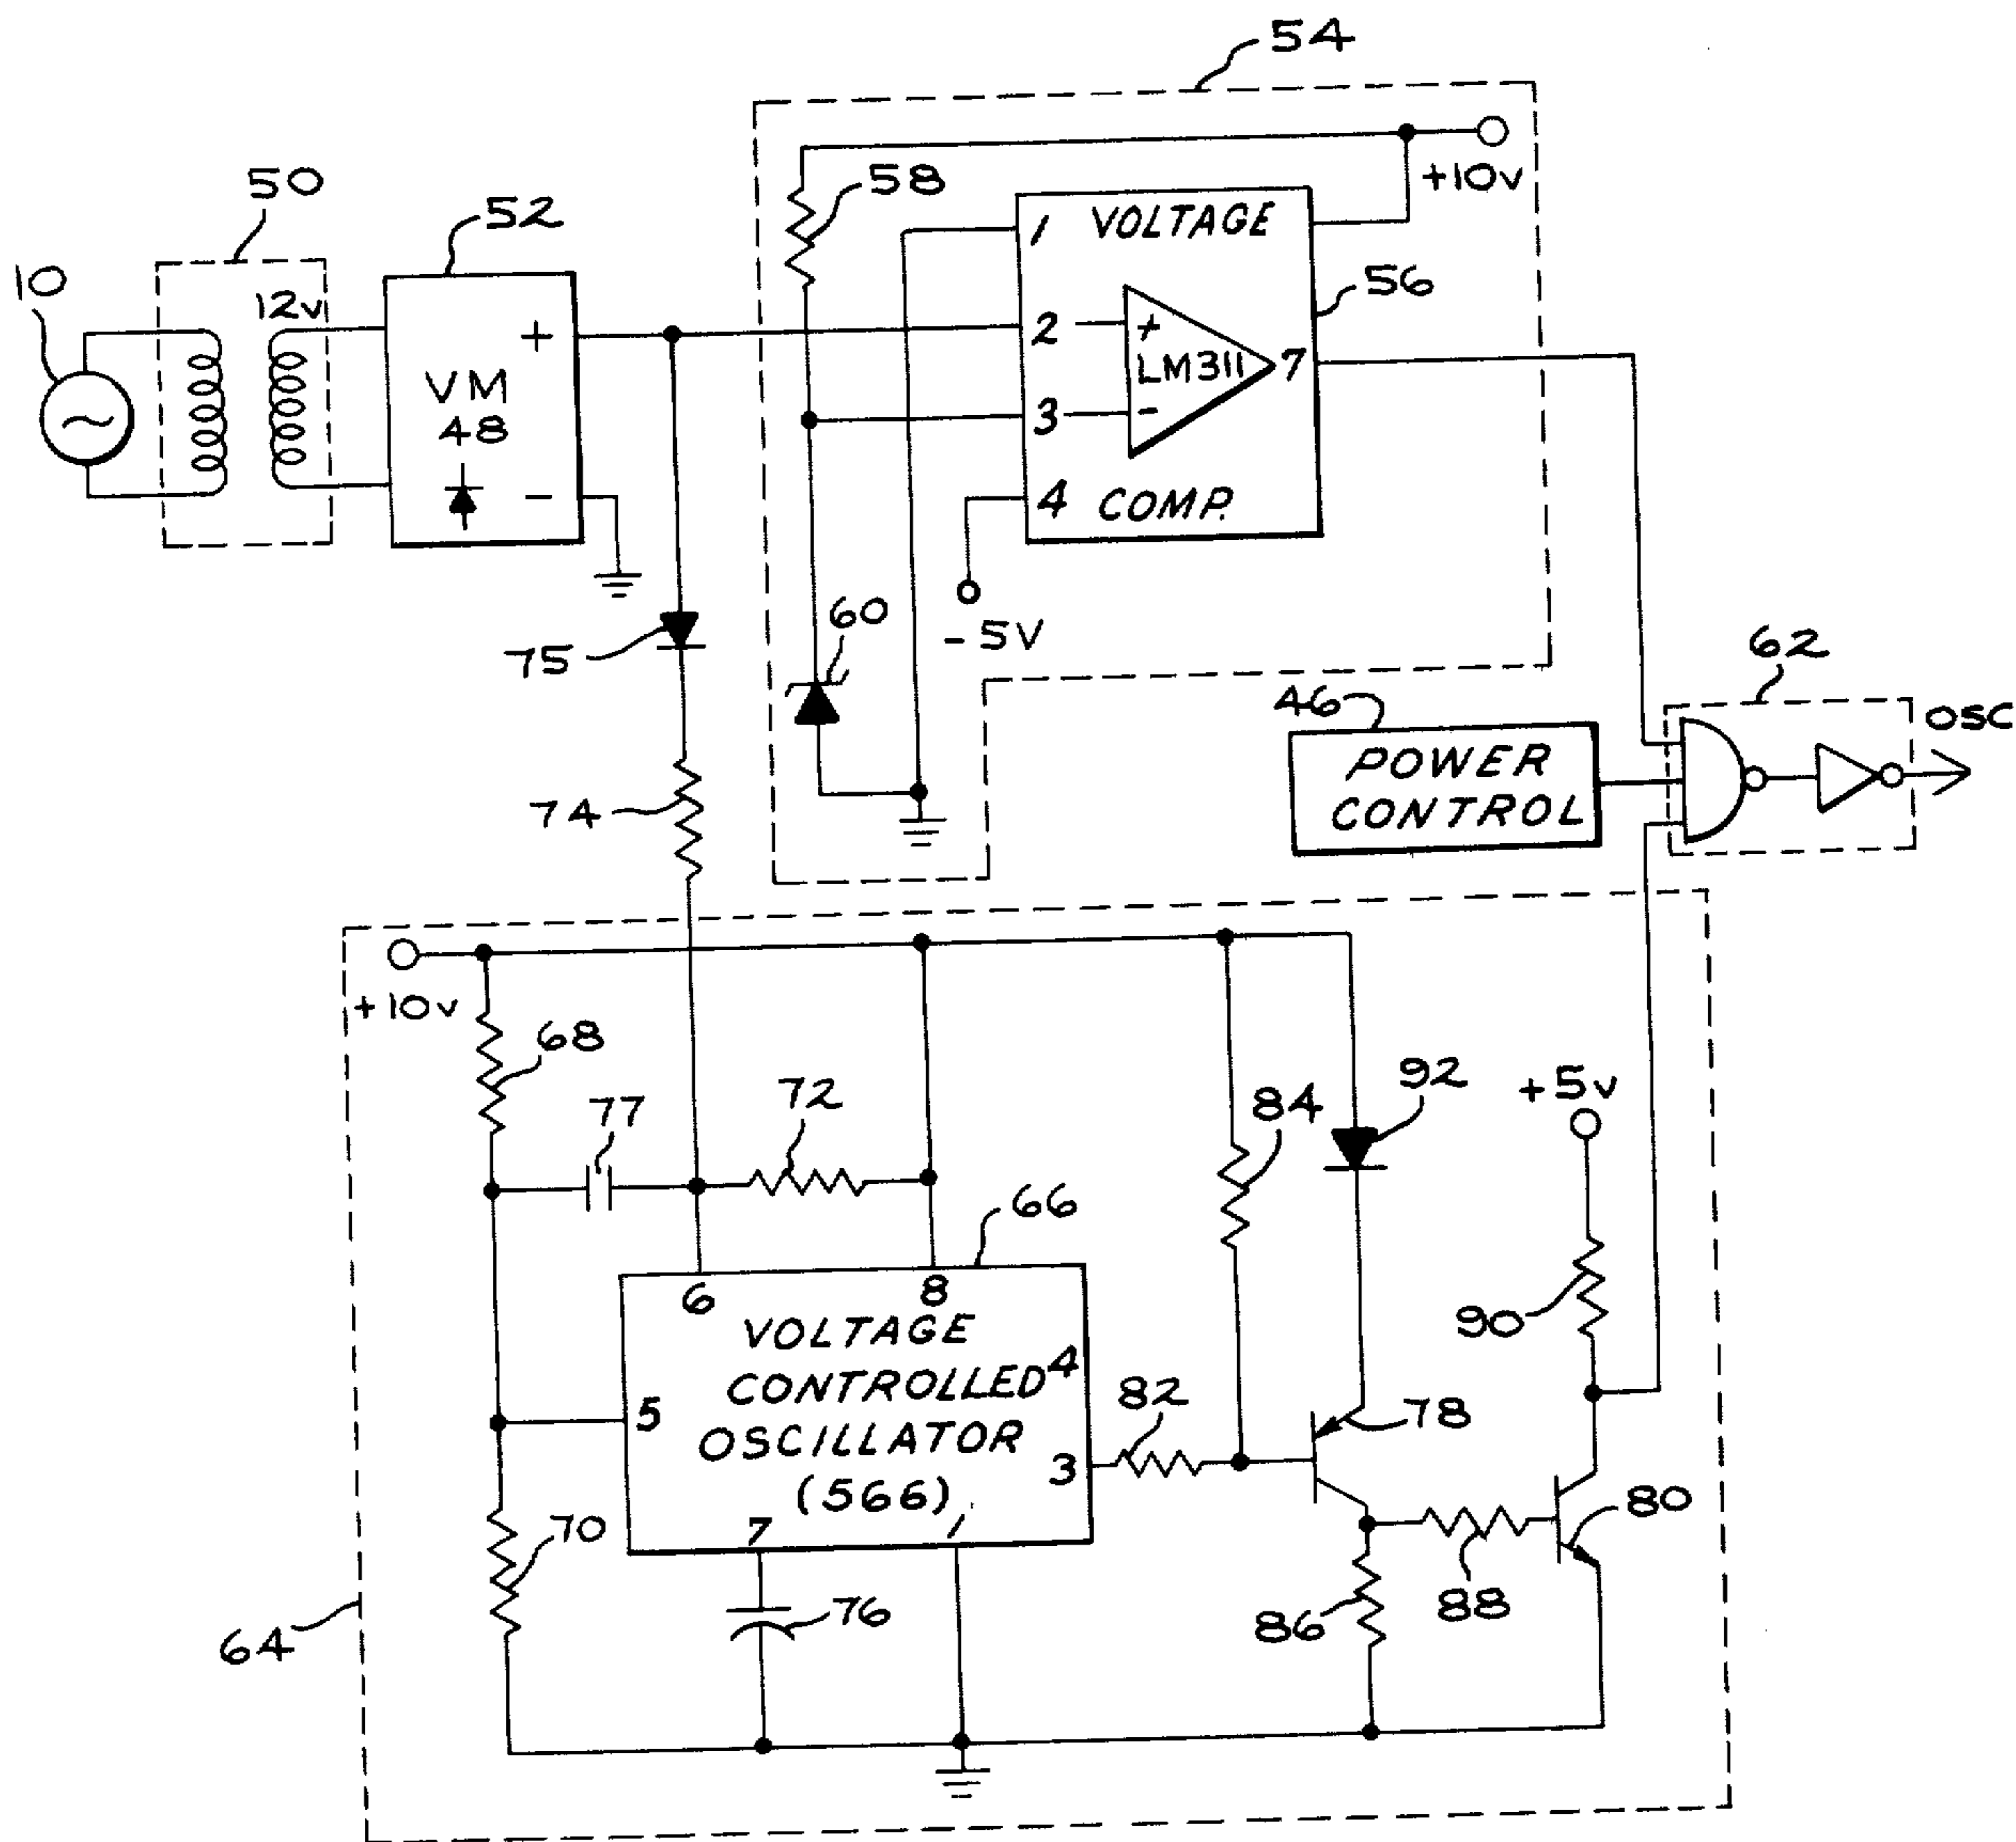 54
50
58
+10v
52
1 VOLTAGE
10
12v
56
+
2
+
LM311
7
VM
48
3
-
-
4 COMP.
60
-5V
75
62
46
OSC
POWER
CONTROL
74
+10v
68
92
72
+5v
77
84
66
6
8
VOLTAGE
4
90
CONTROLLED
82
5
78
OSCILLATOR
3
(566)
80
7
1
70
76
88
86
64